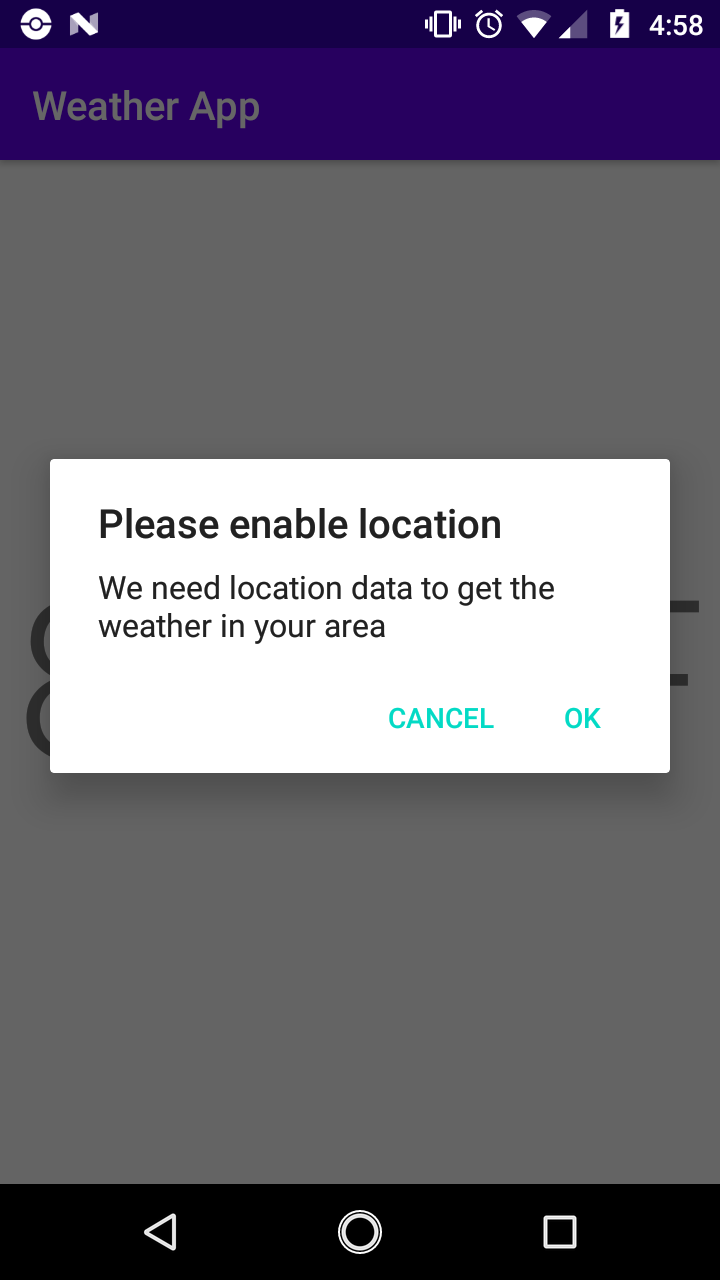 4:58
Weather App
Please enable location
We need location data to get the
weather in your area
CANCEL OK